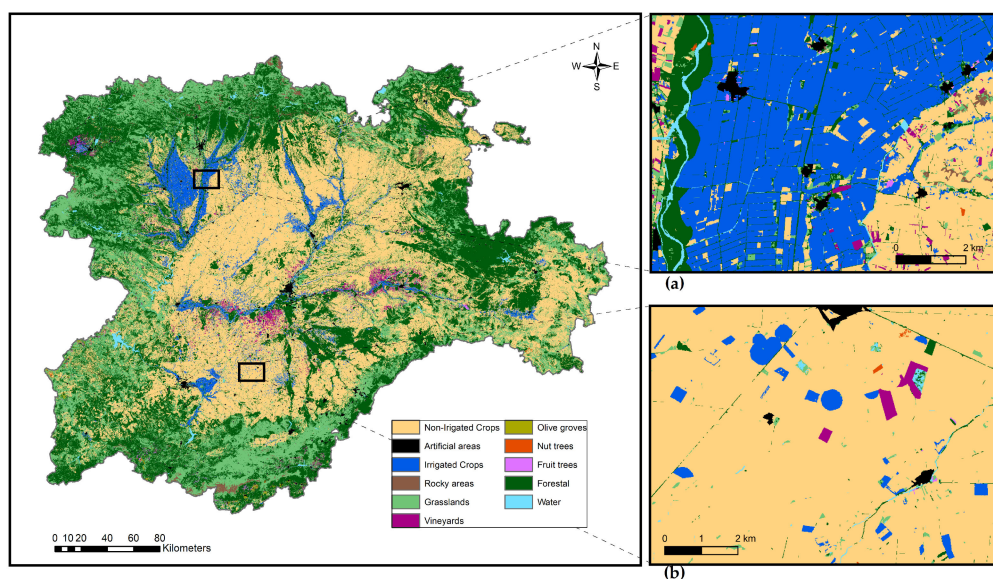 N
W E
S
Non-Irigated Crops
Artificial areas
Irrigated Crops
Rocky areas
Grasslands
Vineyards
Olive groves
Nut trees
Fruit trees
Forestal
Water
0 10 20 40 60 80
Kilometers
0 2 km
(a)
0 1 2 km
(b)